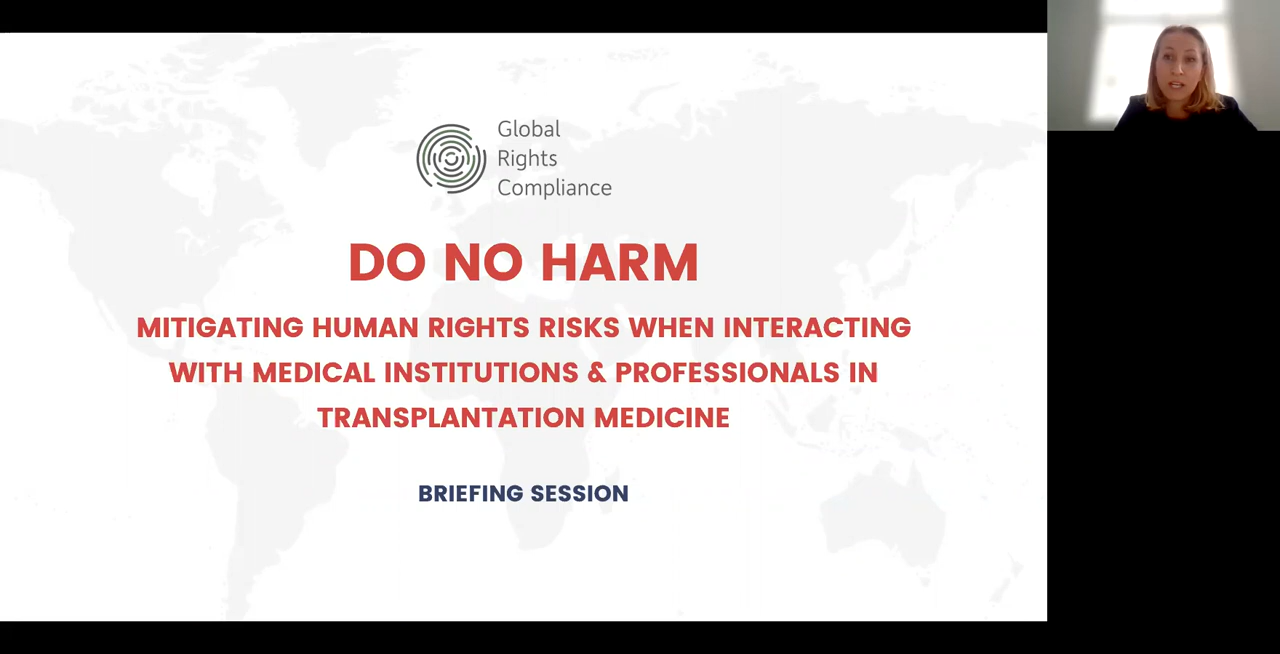 Global
Rights
Compliance
DO NO HARM
MITIGATING HUMAN RIGHTS RISKS WHEN INTERACTING
WITH MEDICAL INSTITUTIONS & PROFESSIONALS IN
TRANSPLANTATION MEDICINE
BRIEFING SESSION